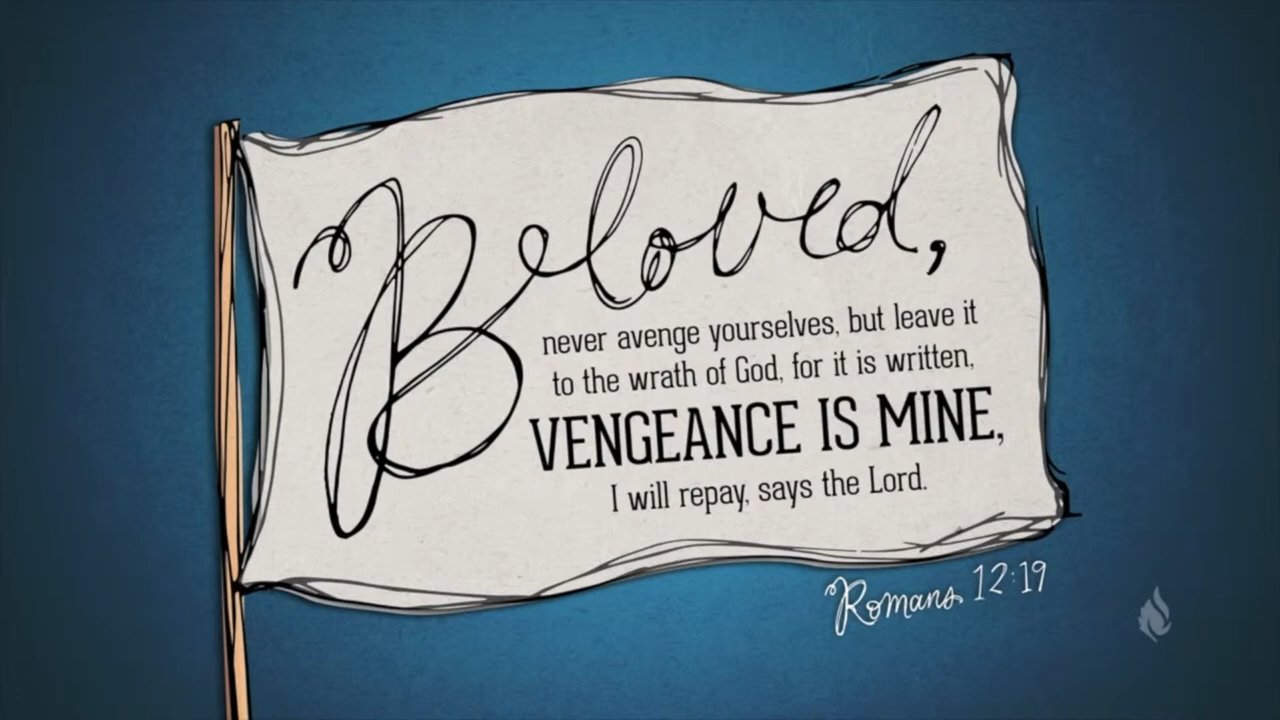 Beloved,
never avenge yourselves, but leave it
to the wrath of God, for it is written,
VENGEANCE IS MINE,
I will repay, says the Lord.
Romans 12:19